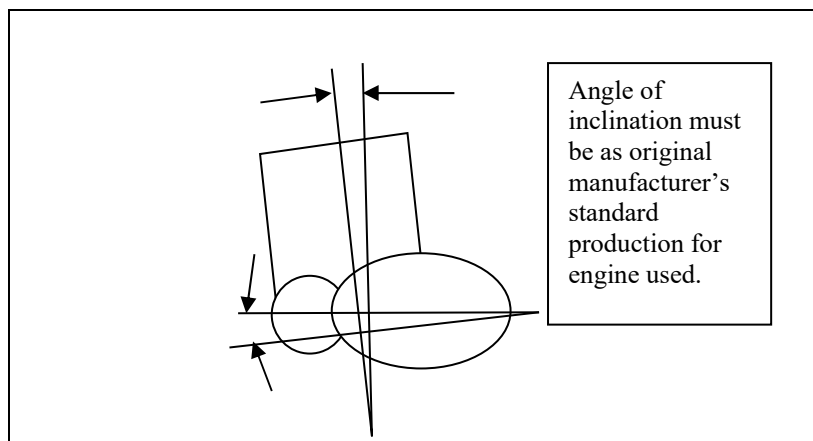 Angle of
inclination must
be as original
manufacturer’s
standard
production for
engine used.